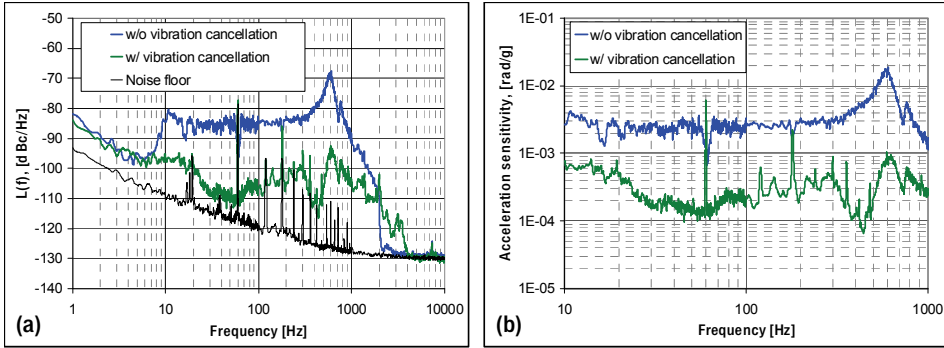 -50
-60
-70
-80
-90
-100
-110
-120
-130
-140
L(f), [d Bc/Hz]
w/o vibration cancellation
w/ vibration cancellation
Noise floor
1 10 100 1000 10000
Frequency [Hz]
(a)
1E-01
1E-02
1E-03
1E-04
1E-05
Acceleration sensitivity, [rad/g]
w/o vibration cancellation
w/ vibration cancellation
10 100 1000
Frequency [Hz]
(b)